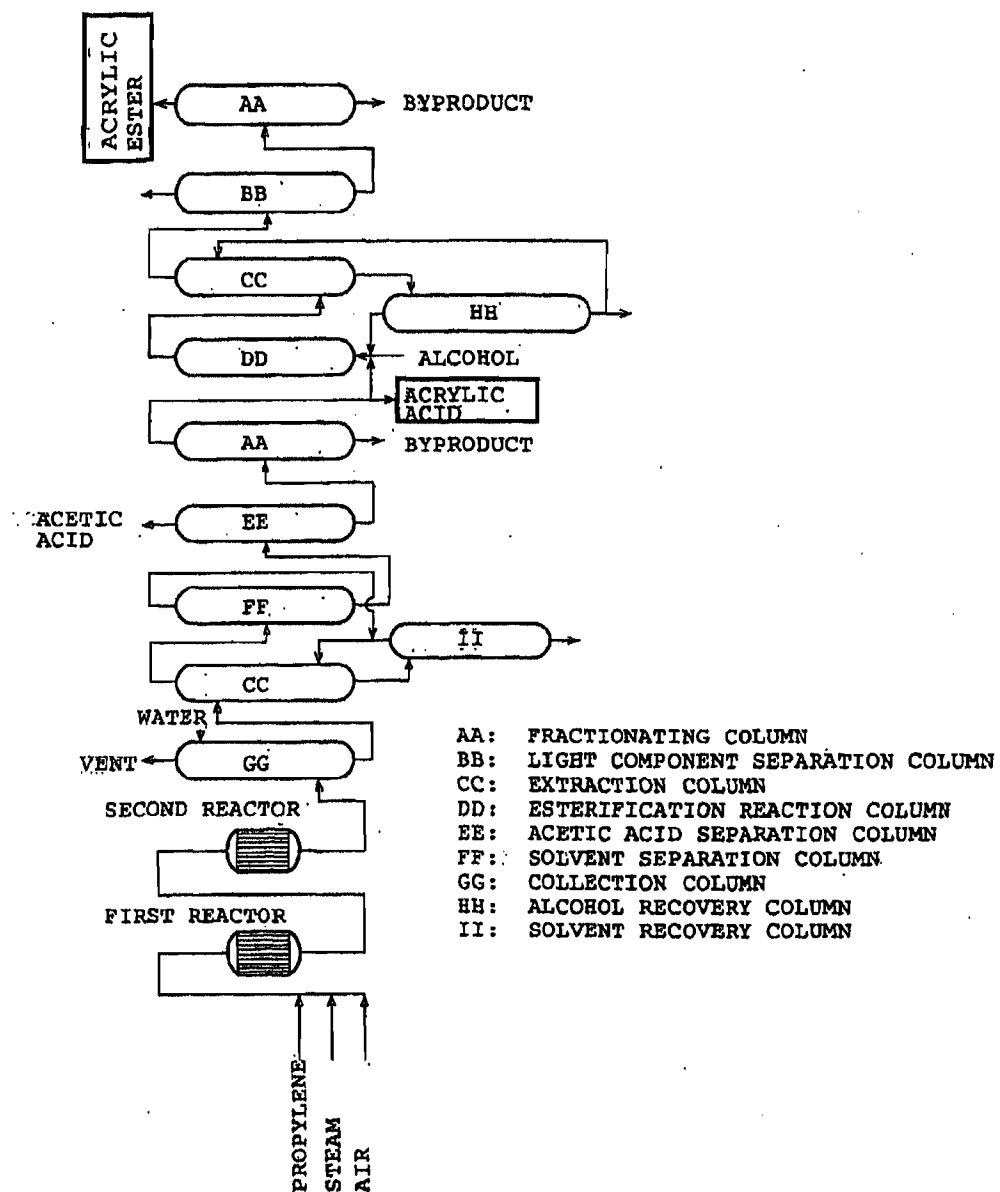 ACRYLIC
ESTER
AA
BYPRODUCT
BB
CC
HH
DD
ALCOHOL
ACRYLIC
ACID
AA
BYPRODUCT
ACETIC
ACID
EE
FF
II
CC
WATER
VENT
GG
SECOND REACTOR
FIRST REACTOR
PROPYLENE
STEAM
AIR
AA: FRACTIONATING COLUMN
BB: LIGHT COMPONENT SEPARATION COLUMN
CC: EXTRACTION COLUMN
DD: ESTERIFICATION REACTION COLUMN
EE: ACETIC ACID SEPARATION COLUMN
FF: SOLVENT SEPARATION COLUMN
GG: COLLECTION COLUMN
HH: ALCOHOL RECOVERY COLUMN
II: SOLVENT RECOVERY COLUMN